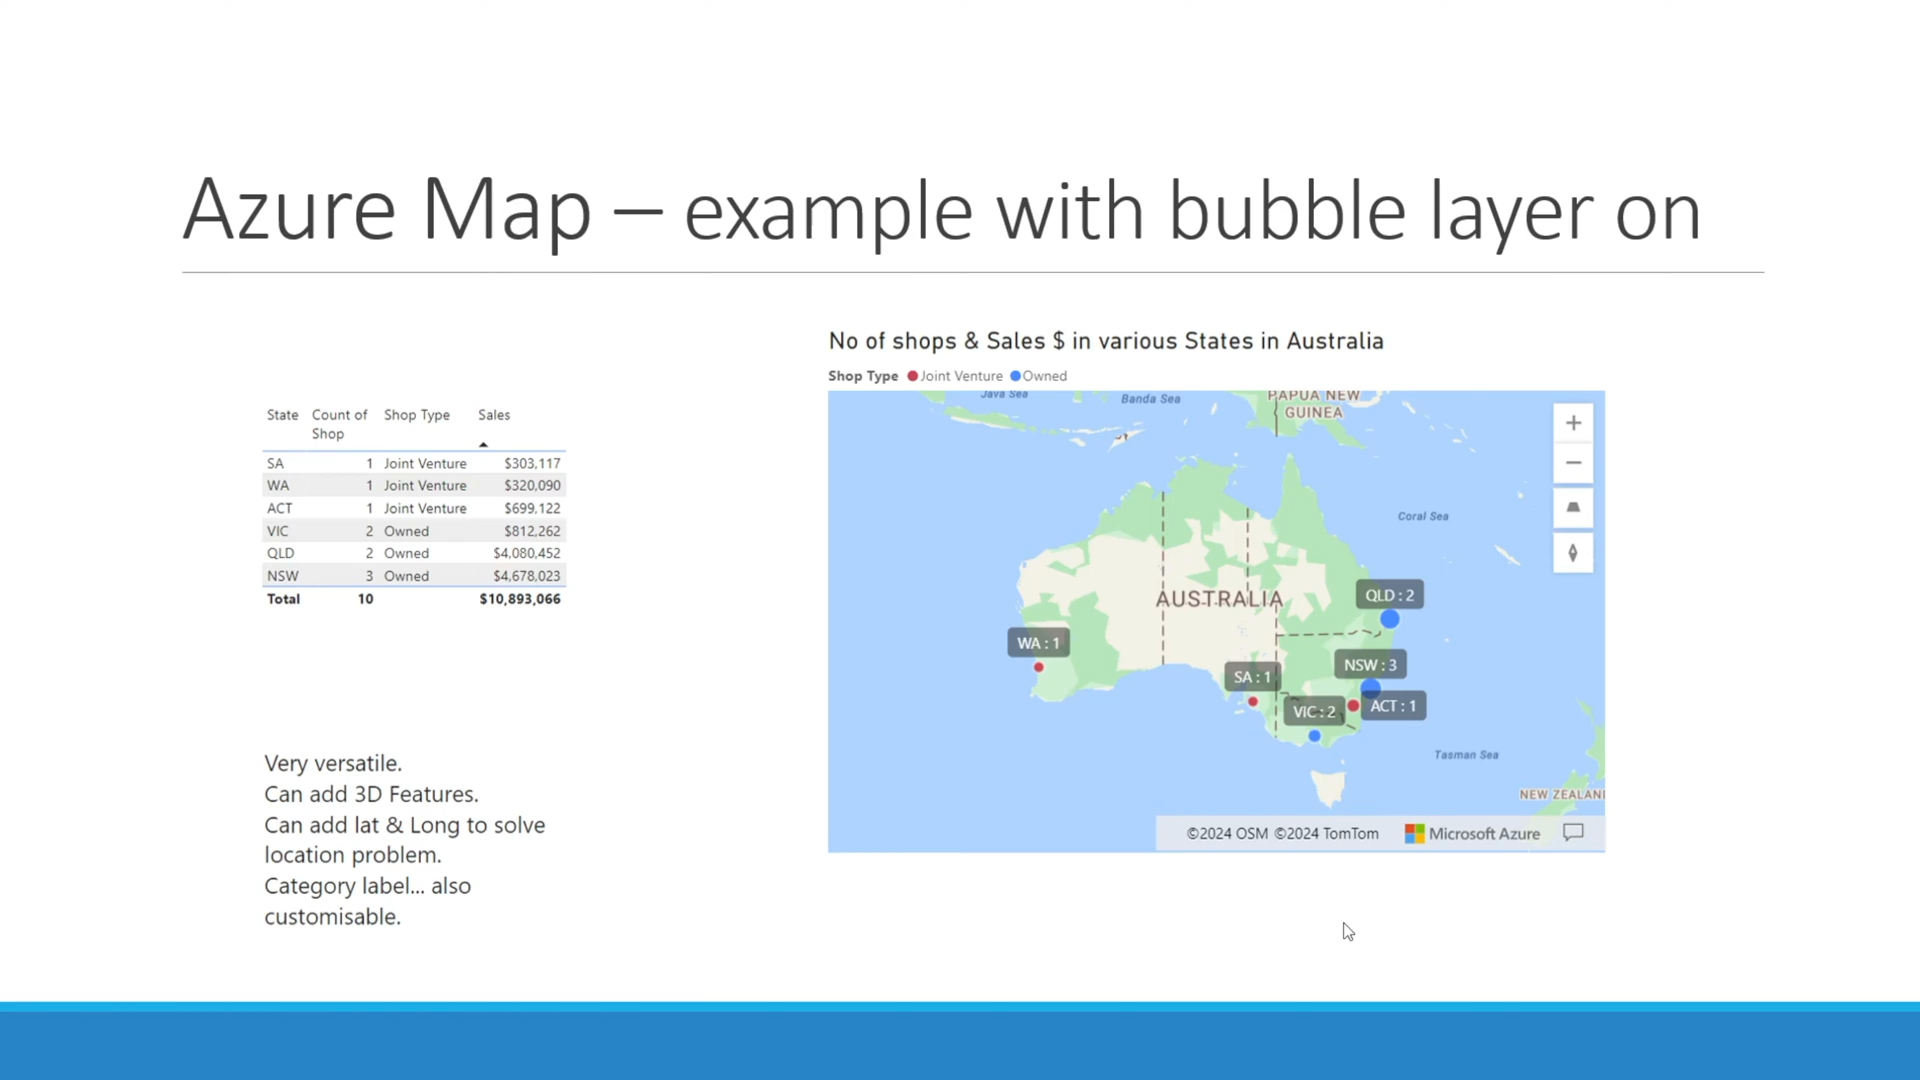 Azure Map – example with bubble layer on
State Count of Shop Shop Type Sales
SA 1 Joint Venture $303,117
WA 1 Joint Venture $320,090
ACT 1 Joint Venture $699,122
VIC 2 Owned $812,262
QLD 2 Owned $4,080,452
NSW 3 Owned $4,678,023
Total 10 $10,893,066
Very versatile.
Can add 3D Features.
Can add lat & Long to solve
location problem.
Category label... also
customisable.
No of shops & Sales $ in various States in Australia
Shop Type Joint Venture Owned
Java Sea
Banda Sea
PAPUA NEW
GUINEA
Coral Sea
AUSTRALIA
QLD : 2
WA : 1
NSW : 3
SA : 1
VIC : 2
ACT : 1
Tasman Sea
NEW ZEALAN
©2024 OSM ©2024 TomTom Microsoft Azure